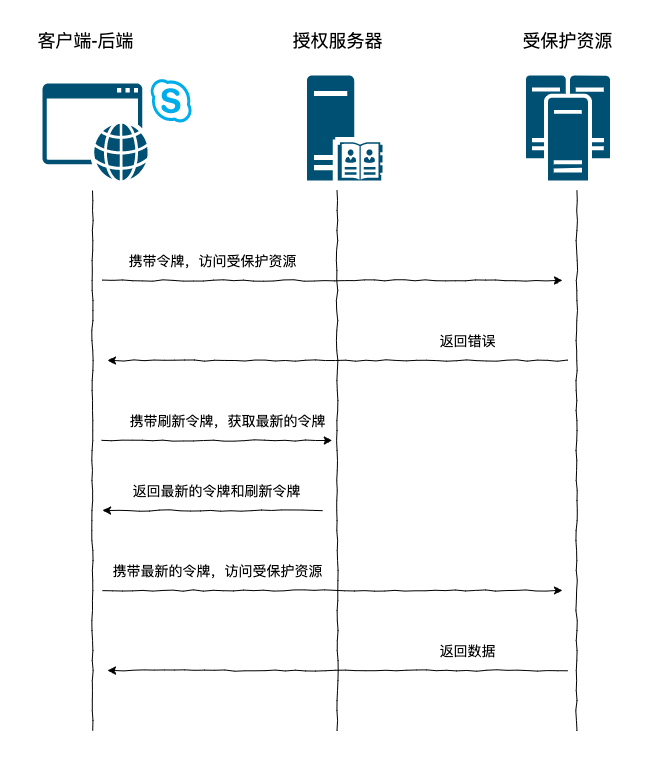 客户端-后端
授权服务器
受保护资源
S
携带令牌，访问受保护资源
返回错误
携带刷新令牌，获取最新的令牌
返回最新的令牌和刷新令牌
携带最新的令牌，访问受保护资源
返回数据